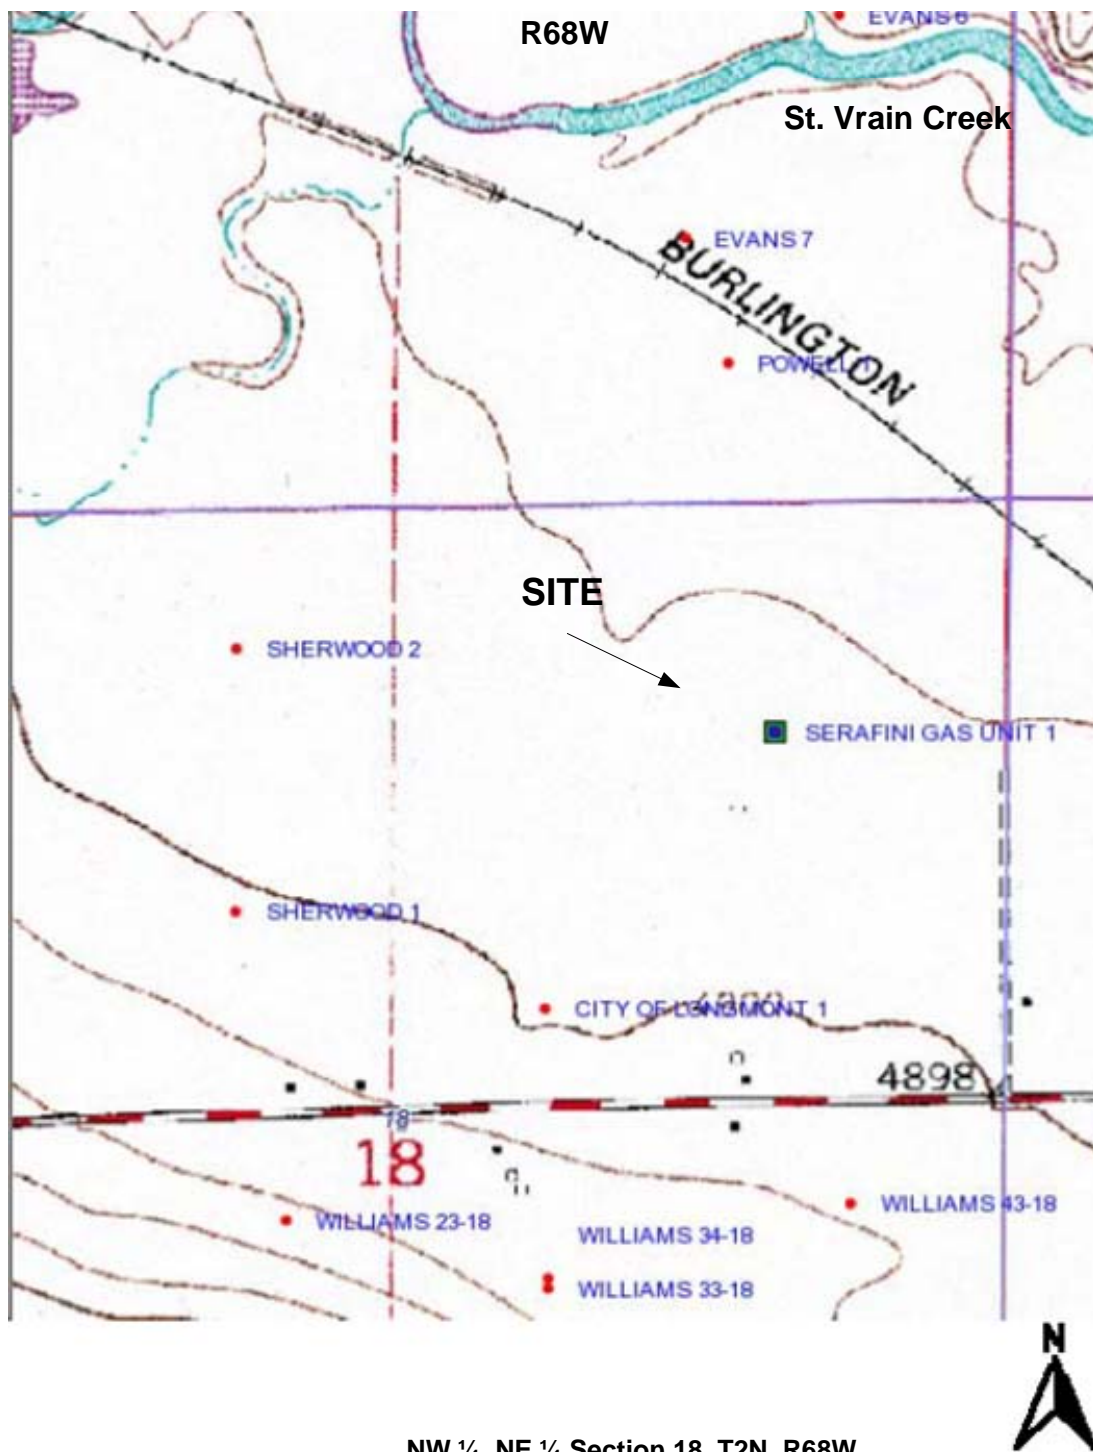 R68W
EVANS 6
St. Vrain Creek
EVANS 7
BURLINGTON
POWELL 1
SITE
SHERWOOD 2
SERAFINI GAS UNIT 1
SHERWOOD 1
CITY OF LONGMONT 1
4898
18
18
WILLIAMS 43-18
WILLIAMS 23-18
WILLIAMS 34-18
WILLIAMS 33-18
N
NW ¼, NE ¼ Section 18, T2N, R68W